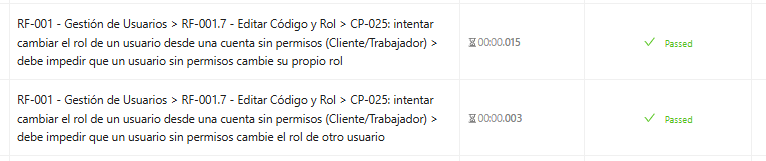 RF-001 - Gestión de Usuarios > RF-001.7 - Editar Código y Rol > CP-025: intentar
cambiar el rol de un usuario desde una cuenta sin permisos (Cliente/Trabajador) >
debe impedir que un usuario sin permisos cambie su propio rol
00:00.015
Passed
RF-001 - Gestión de Usuarios > RF-001.7 - Editar Código y Rol > CP-025: intentar
cambiar el rol de un usuario desde una cuenta sin permisos (Cliente/Trabajador) >
debe impedir que un usuario sin permisos cambie el rol de otro usuario
00:00.003
Passed